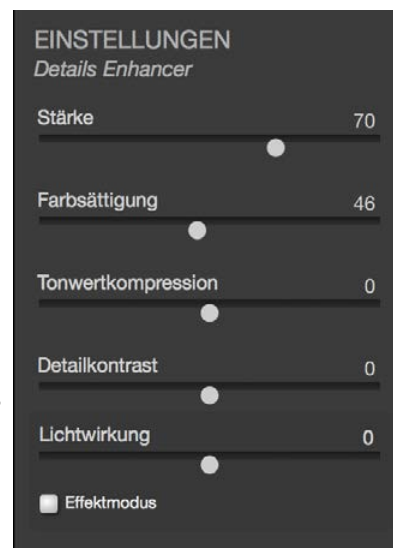 EINSTELLUNGEN
Details Enhancer
Stärke 70
Farbsättigung 46
Tonwertkompression 0
Detailkontrast 0
Lichtwirkung 0
Effektmodus